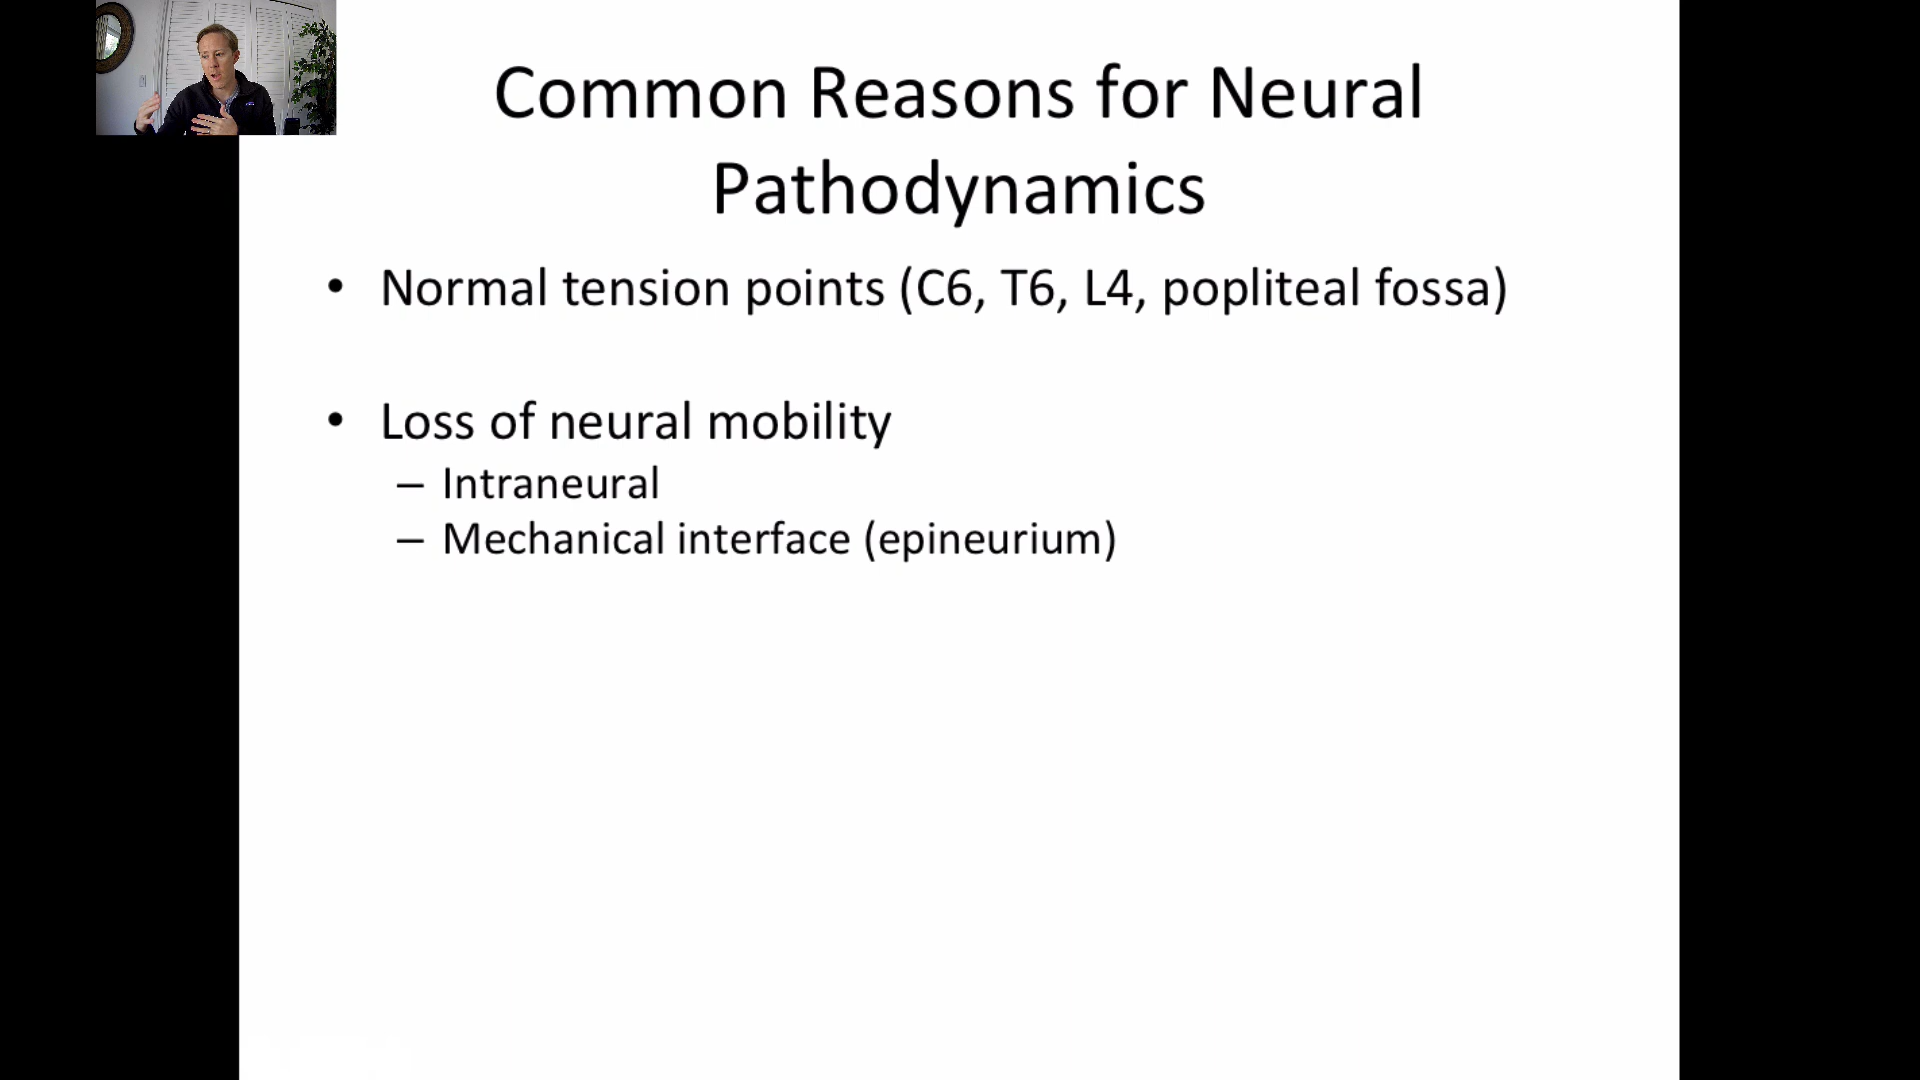 Common Reasons for Neural
Pathodynamics
• Normal tension points (C6, T6, L4, popliteal fossa)
• Loss of neural mobility
– Intraneural
– Mechanical interface (epineurium)